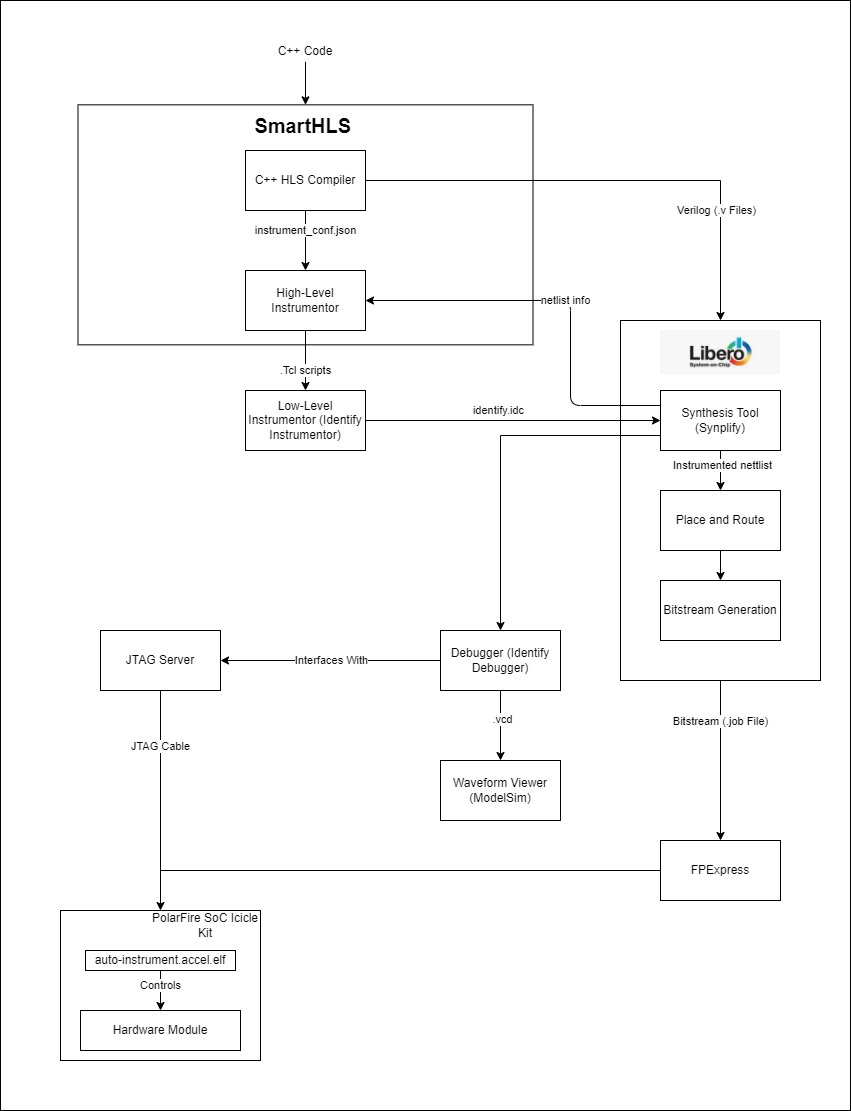 C++ Code
SmartHLS
C++ HLS Compiler
Verilog (.v Files)
instrument_conf.json
High-Level
Instrumentor
netlist info
Libero
System-on-Chip
.Tcl scripts
Low-Level
Instrumentor (Identify
Instrumentor)
identify.idc
Synthesis Tool
(Synplify)
Instrumented nettlist
Place and Route
Bitstream Generation
JTAG Server
Interfaces With
Debugger (Identify
Debugger)
.vcd
Bitstream (.job File)
JTAG Cable
Waveform Viewer
(ModelSim)
FPExpress
PolarFire SoC Icicle
Kit
auto-instrument.accel.elf
Controls
Hardware Module